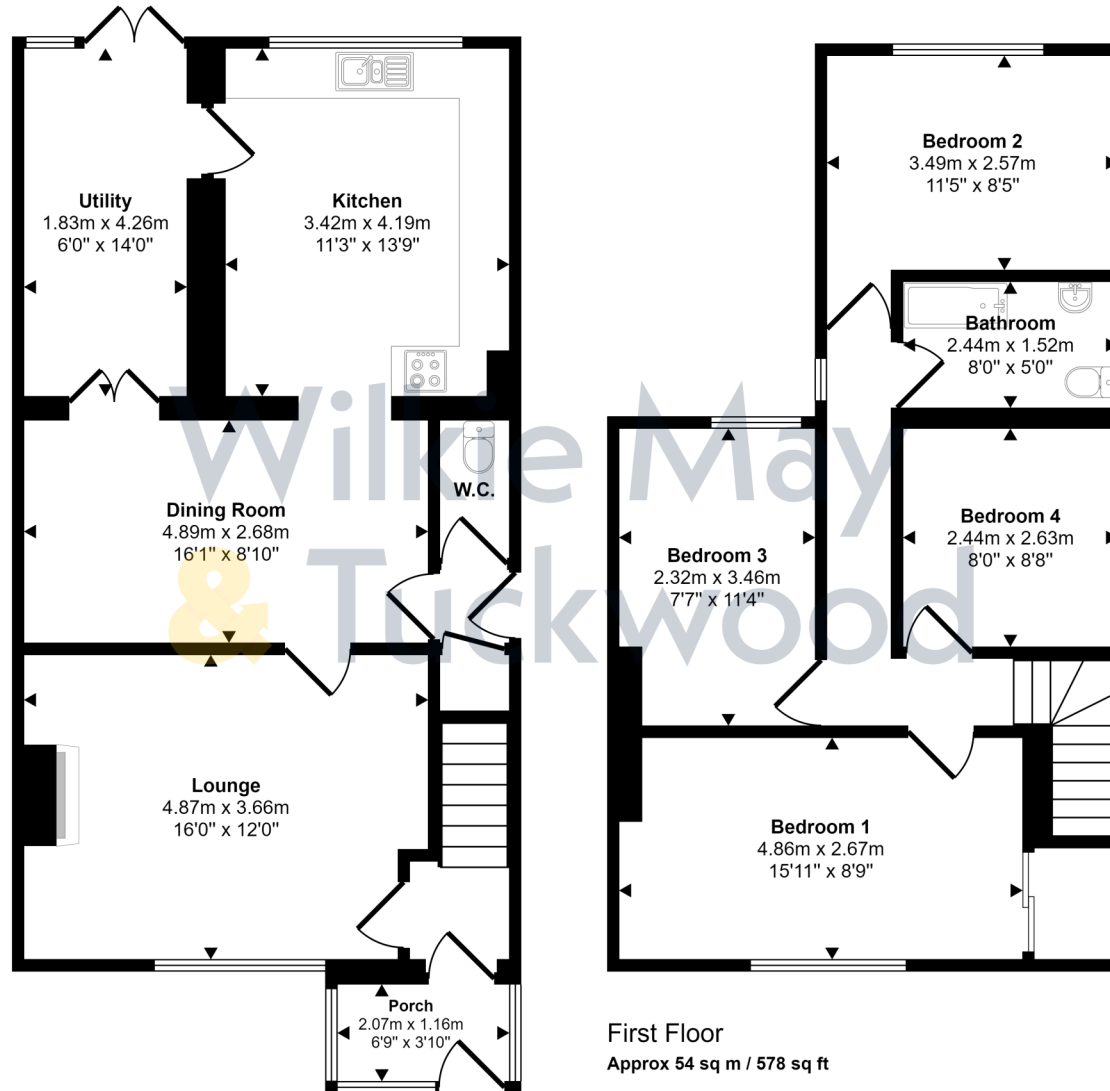 Utility
1.83m x 4.26m
6'0" x 14'0"
Kitchen
3.42m x 4.19m
11'3" x 13'9"
Dining Room
4.89m x 2.68m
16'1" x 8'10"
W.C.
Lounge
4.87m x 3.66m
16'0" x 12'0"
Porch
2.07m x 1.16m
6'9" x 3'10"
Bedroom 2
3.49m x 2.57m
11'5" x 8'5"
Bathroom
2.44m x 1.52m
8'0" x 5'0"
Bedroom 3
2.32m x 3.46m
7'7" x 11'4"
Bedroom 4
2.44m x 2.63m
8'0" x 8'8"
Bedroom 1
4.86m x 2.67m
15'11" x 8'9"
First Floor
Approx 54 sq m / 578 sq ft
Wilkie May
& Tuckwood